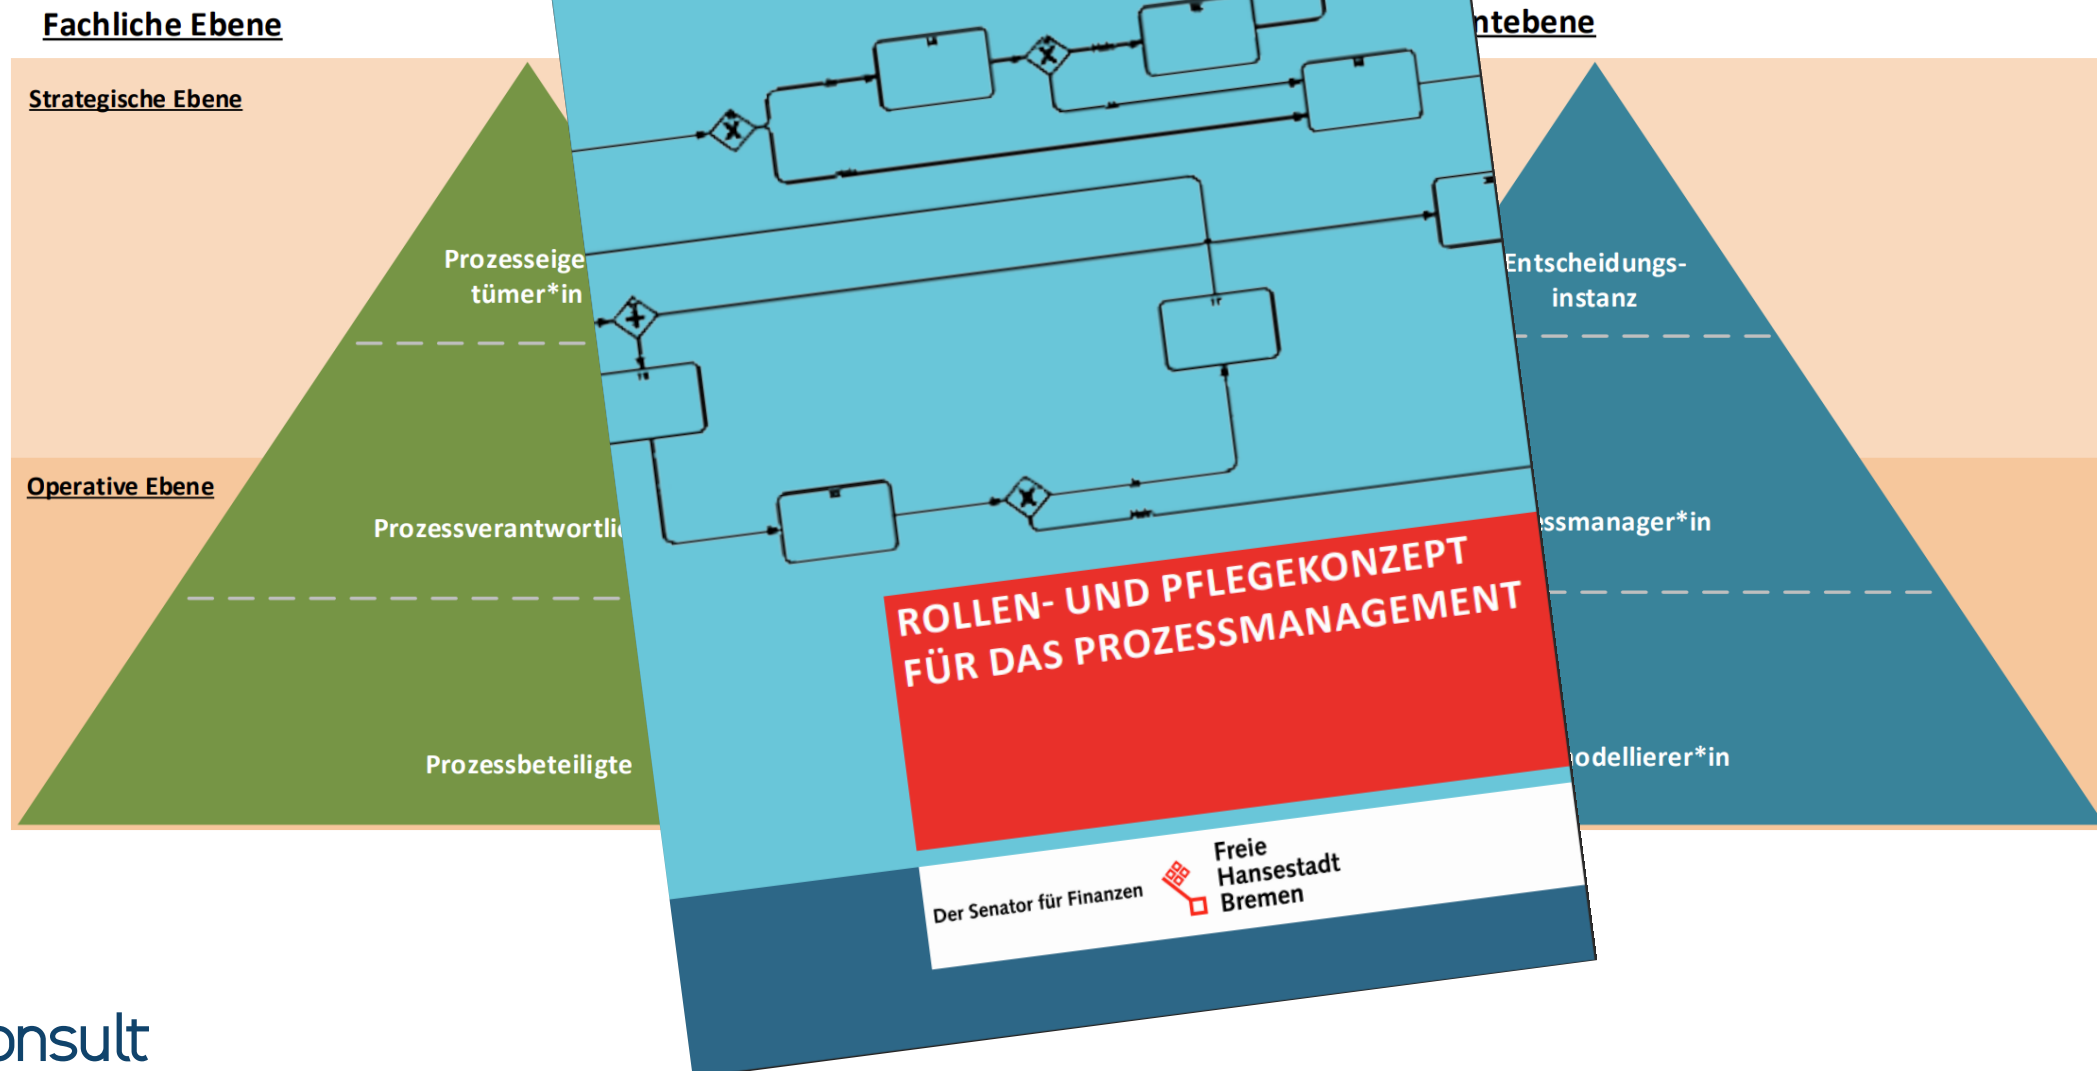 Fachliche Ebene
ntebene
Strategische Ebene
Prozesseige
tümer*in
Entscheidungs-
instanz
Operative Ebene
Prozessverantwortli
ssmanager*in
Prozessbeteiligte
odellierer*in
ROLLEN- UND PFLEGEKONZEPT
FÜR DAS PROZESSMANAGEMENT
Der Senator für Finanzen
Freie
Hansestadt
Bremen
onsult